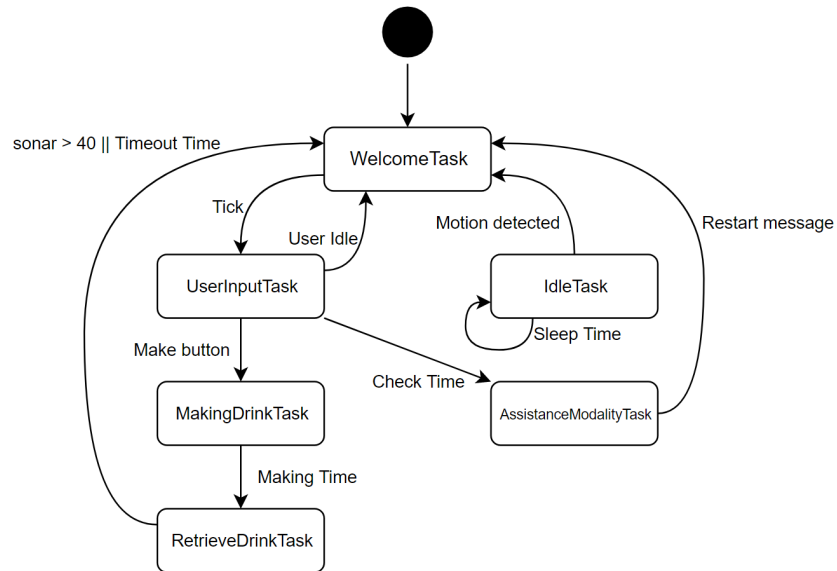 sonar > 40 || Timeout Time
WelcomeTask
Tick
User Idle
Motion detected
Restart message
UserInputTask
IdleTask
Sleep Time
Make button
Check Time
MakingDrinkTask
AssistanceModalityTask
Making Time
RetrieveDrinkTask